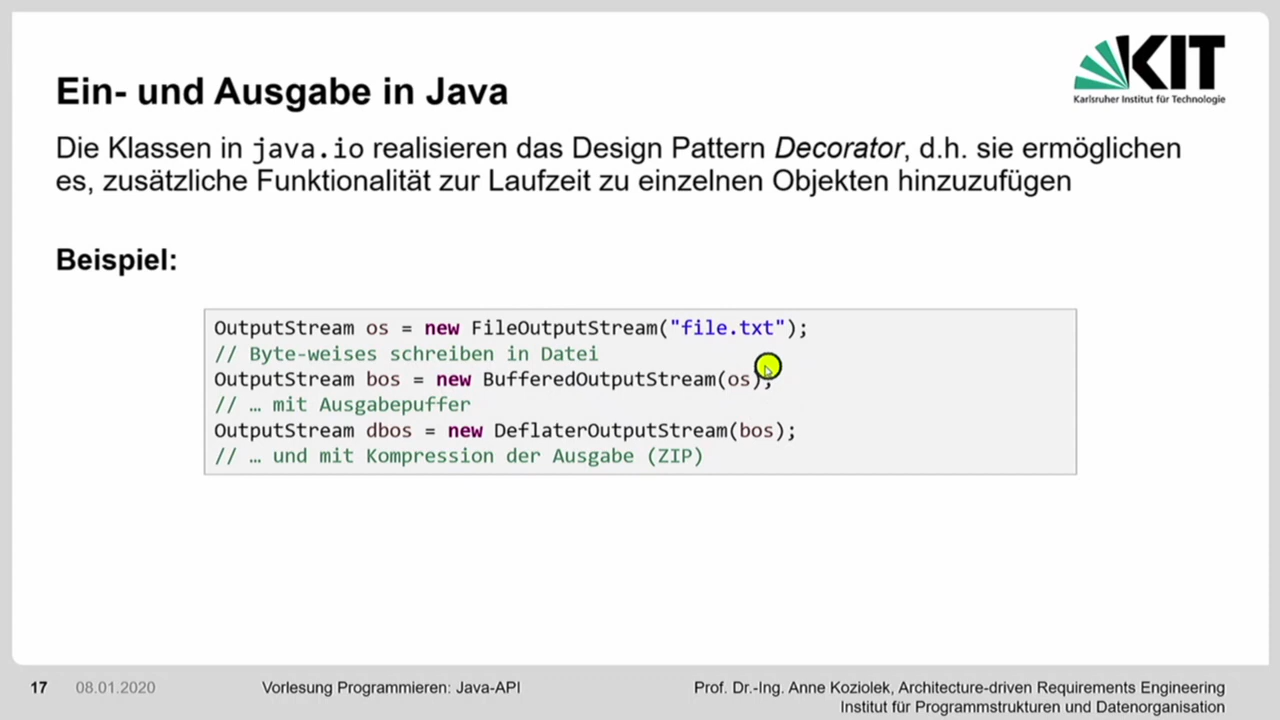 KIT
Karlsruher Institut für Technologie
Ein- und Ausgabe in Java
Die Klassen in java.io realisieren das Design Pattern Decorator, d.h. sie ermöglichen
es, zusätzliche Funktionalität zur Laufzeit zu einzelnen Objekten hinzuzufügen
Beispiel:
OutputStream os = new FileOutputStream("file.txt");
// Byte-weises schreiben in Datei
OutputStream bos = new BufferedOutputStream(os);
// … mit Ausgabepuffer
OutputStream dbos = new DeflaterOutputStream(bos);
// … und mit Kompression der Ausgabe (ZIP)
17 08.01.2020 Vorlesung Programmieren: Java-API Prof. Dr.-Ing. Anne Koziolek, Architecture-driven Requirements Engineering
Institut für Programmstrukturen und Datenorganisation